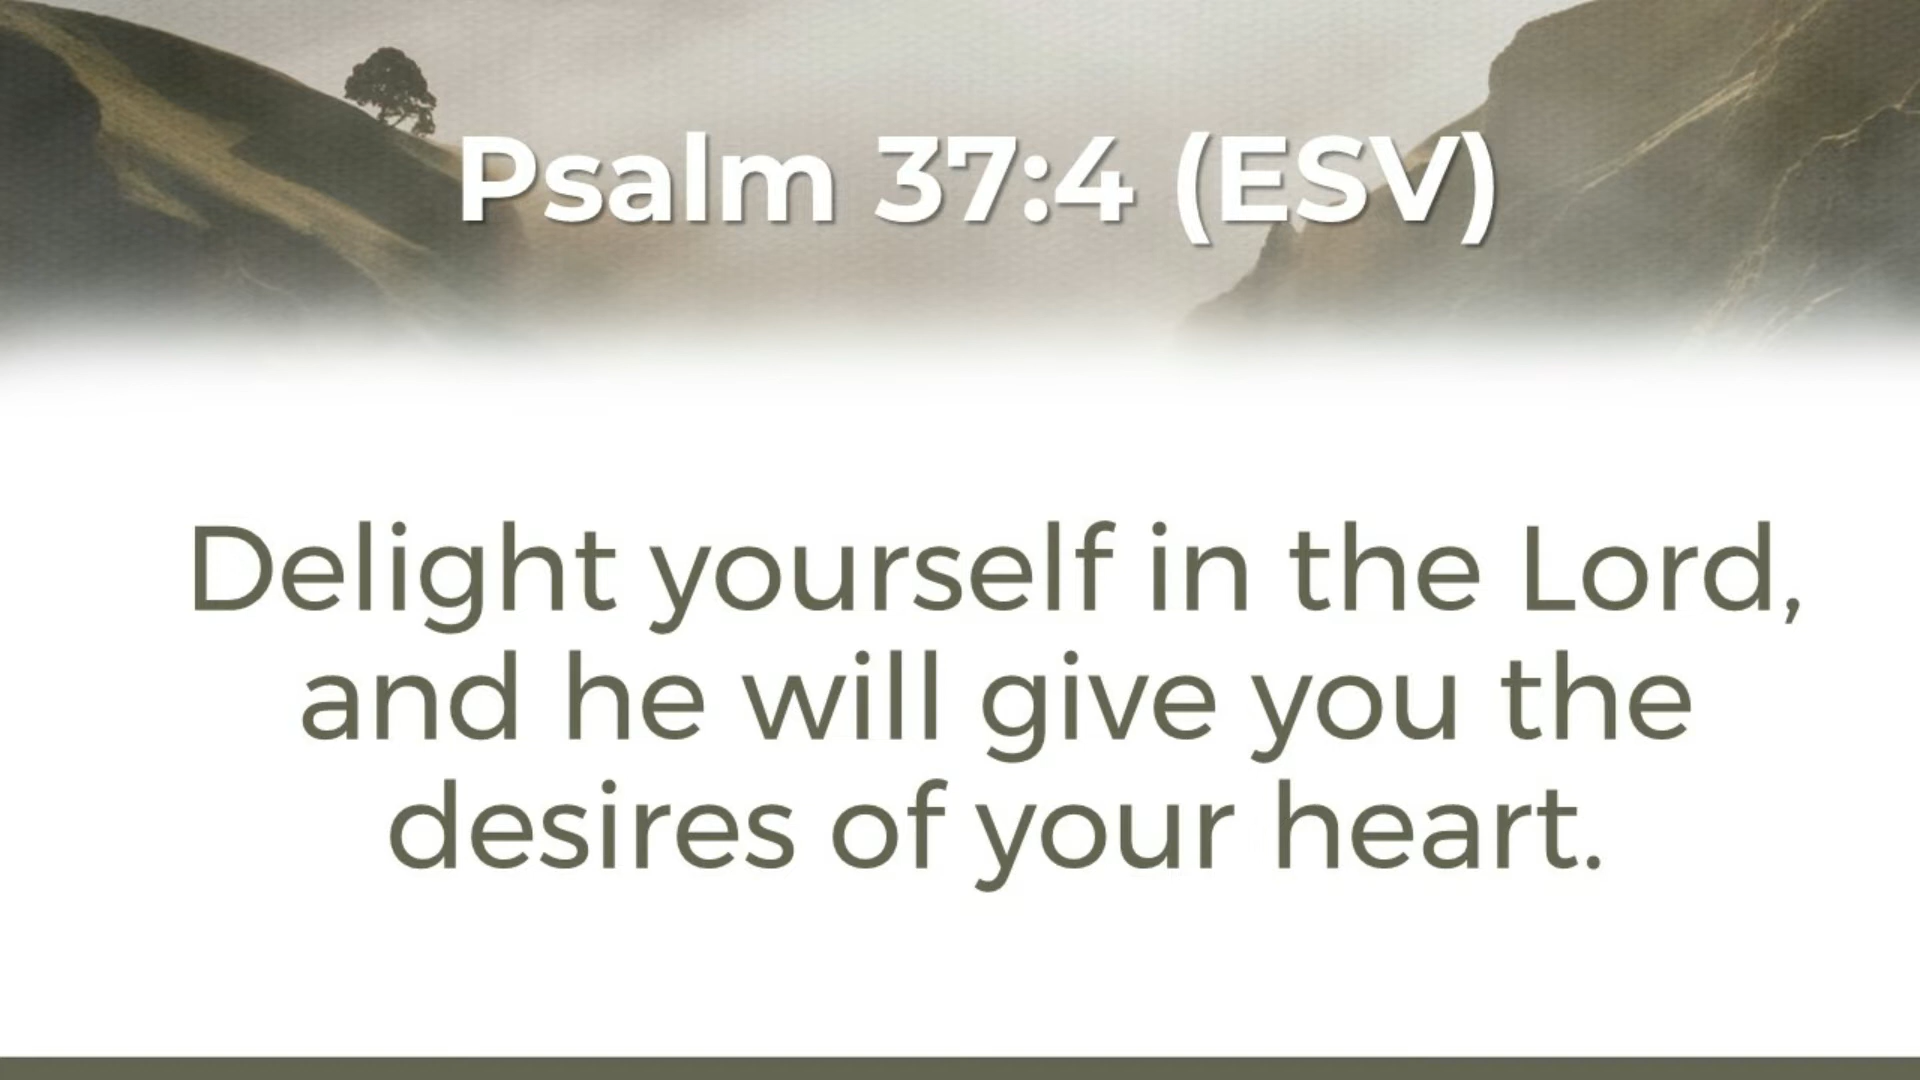 Psalm 37:4 (ESV)
Delight yourself in the Lord,
and he will give you the
desires of your heart.